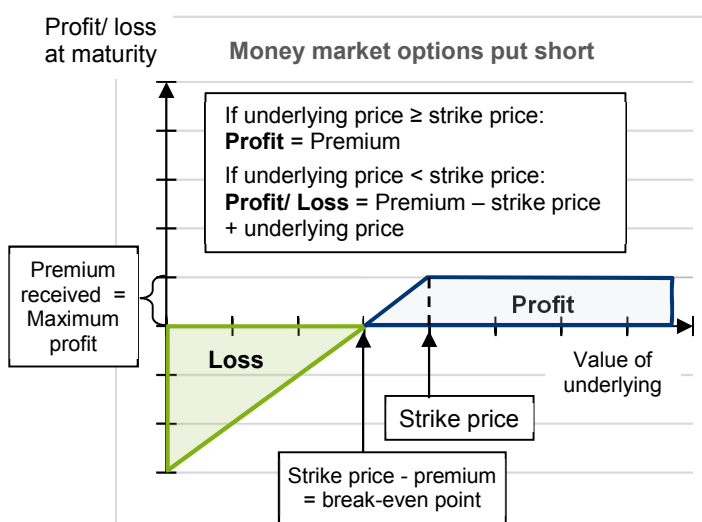 Profit/ loss
at maturity
Money market options put short
If underlying price ≥ strike price:
Profit = Premium
If underlying price < strike price:
Profit/ Loss = Premium – strike price
+ underlying price
Premium
received =
Maximum
profit
Profit
Loss
Value of
underlying
Strike price
Strike price - premium
= break-even point